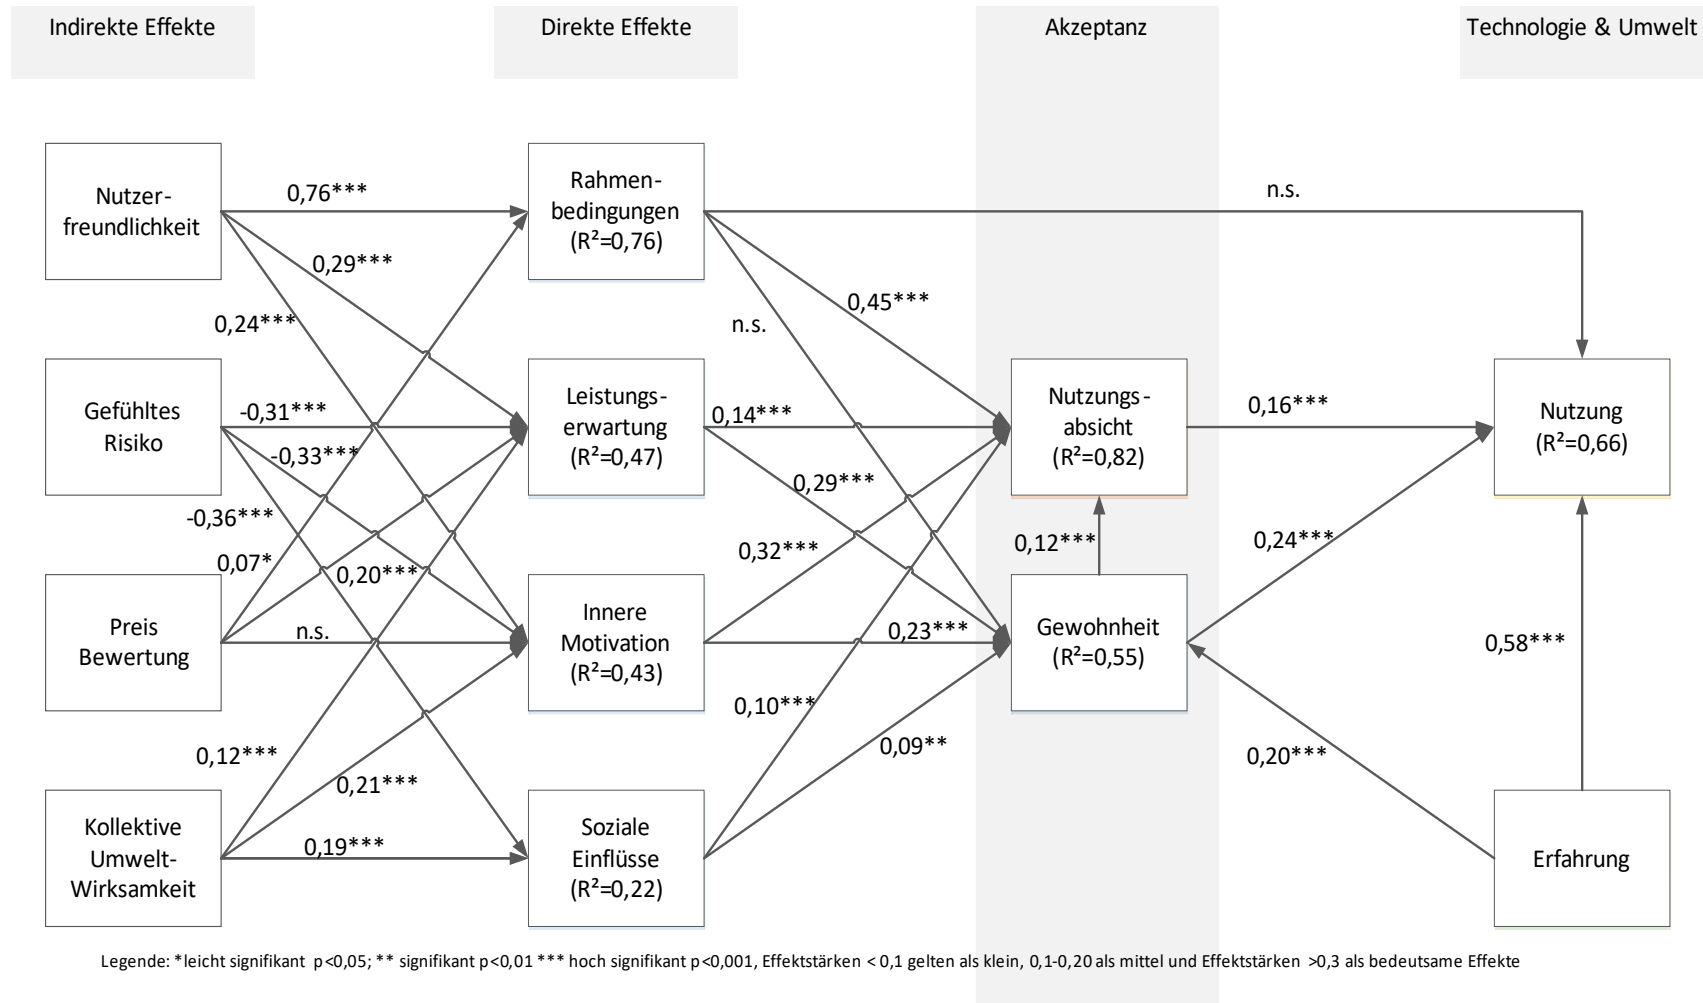 Indirekte Effekte
Direkte Effekte
Akzeptanz
Technologie & Umwelt
Nutzer-
freundlichkeit
Gefühltes
Risiko
Preis
Bewertung
Kollektive
Umwelt-
Wirksamkeit
0,76***
0,29***
0,24***
-0,31***
-0,33***
-0,36***
0,07*
0,20***
n.s.
0,12***
0,21***
0,19***
Rahmen-
bedingungen
(R²=0,76)
Leistungs-
erwartung
(R²=0,47)
Innere
Motivation
(R²=0,43)
Soziale
Einflüsse
(R²=0,22)
n.s.
0,45***
n.s.
0,14***
0,29***
0,32***
0,23***
0,10***
0,09**
Nutzungs-
absicht
(R²=0,82)
0,12***
Gewohnheit
(R²=0,55)
0,16***
0,24***
0,58***
0,20***
Nutzung
(R²=0,66)
Erfahrung
Legende: *leicht signifikant p<0,05; ** signifikant p<0,01 *** hoch signifikant p<0,001, Effektstärken < 0,1 gelten als klein, 0,1-0,20 als mittel und Effektstärken >0,3 als bedeutsame Effekte